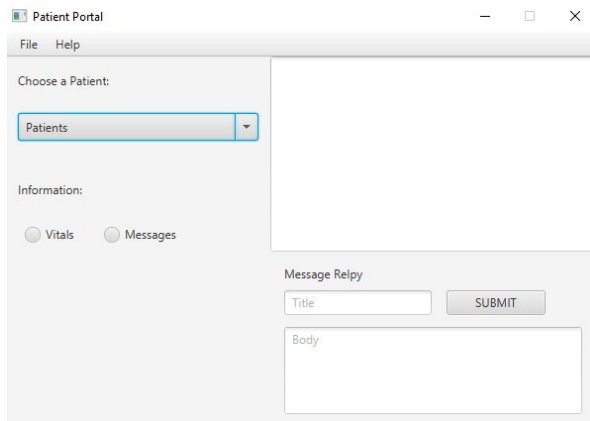 Patient Portal
File Help
Choose a Patient:
Patients
Information:
Vitals Messages
Message Relpy
Title
SUBMIT
Body